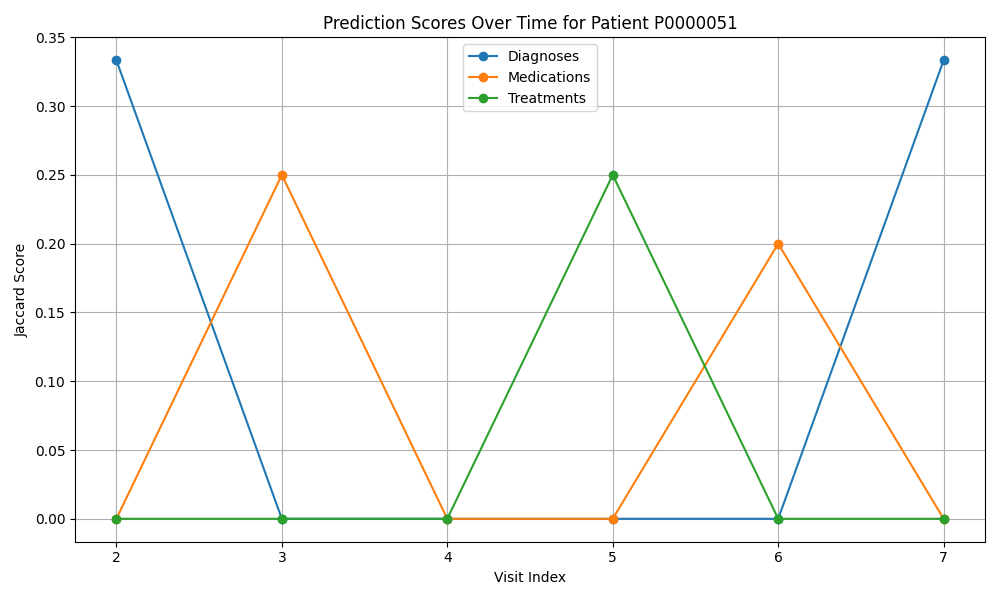 Prediction Scores Over Time for Patient P0000051
Diagnoses
Medications
Treatments
0.35
0.30
0.25
0.20
0.15
0.10
0.05
0.00
Jaccard Score
2 3 4 5 6 7
Visit Index